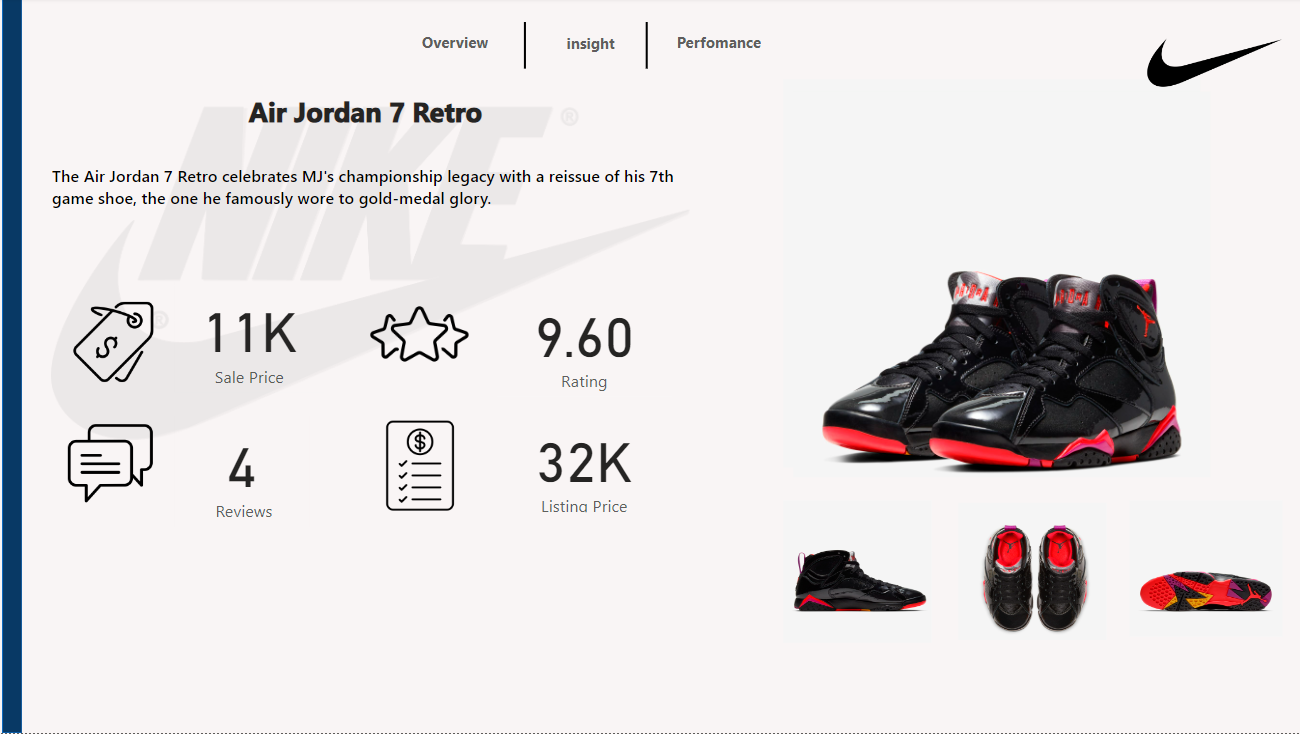 Overview
insight
Perfomance
NIKE ®
Air Jordan 7 Retro
The Air Jordan 7 Retro celebrates MJ's championship legacy with a reissue of his 7th
game shoe, the one he famously wore to gold-medal glory.
®
$
11K
Sale Price
9.60
Rating
$
4
Reviews
32K
Listing Price